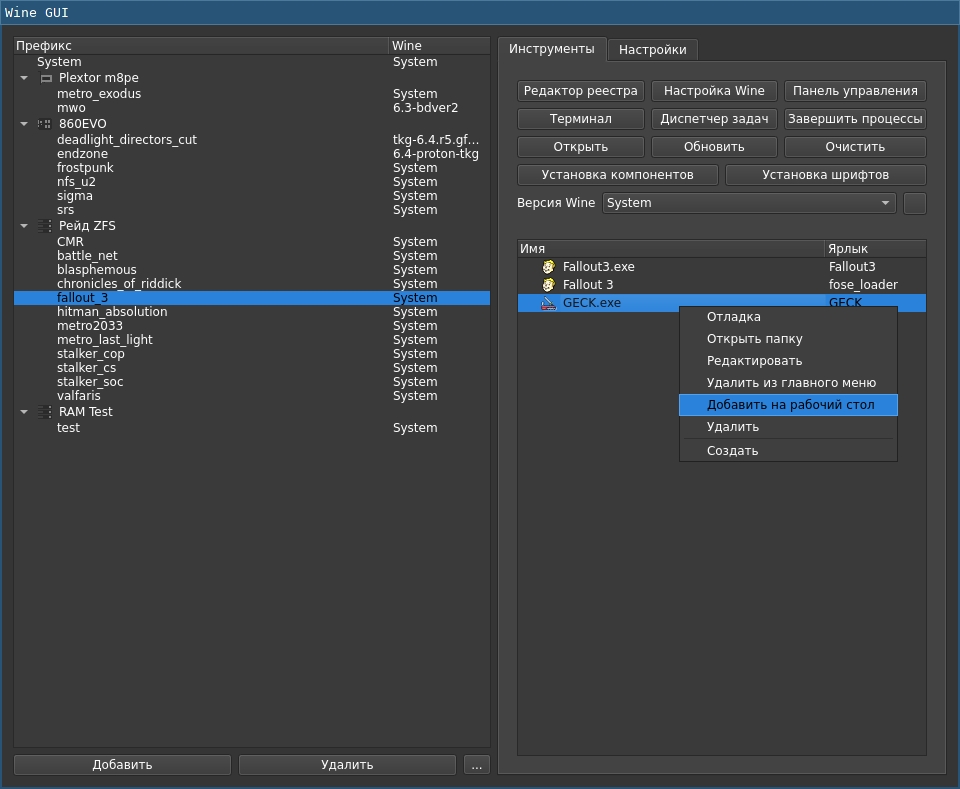 Wine GUI
Префикс Wine
System System
Plextor m8pe
metro_exodus System
mwo 6.3-bdver2
860EVO
deadlight_directors_cut tkg-6.4.r5.gf...
endzone 6.4-proton-tkg
frostpunk System
nfs_u2 System
sigma System
srs System
Рейд ZFS
CMR System
battle_net System
blasphemous System
chronicles_of_riddick System
fallout_3 System
hitman_absolution System
metro2033 System
metro_last_light System
stalker_cop System
stalker_cs System
stalker_soc System
valfaris System
RAM Test
test System
Добавить Удалить ...
Инструменты Настройки
Редактор реестра Настройка Wine Панель управления
Терминал Диспетчер задач Завершить процессы
Открыть Обновить Очистить
Установка компонентов Установка шрифтов
Версия Wine System
Имя Ярлык
Fallout3.exe Fallout3
Fallout 3 fose_loader
GECK.exe GECK
Отладка
Открыть папку
Редактировать
Удалить из главного меню
Добавить на рабочий стол
Удалить
Создать